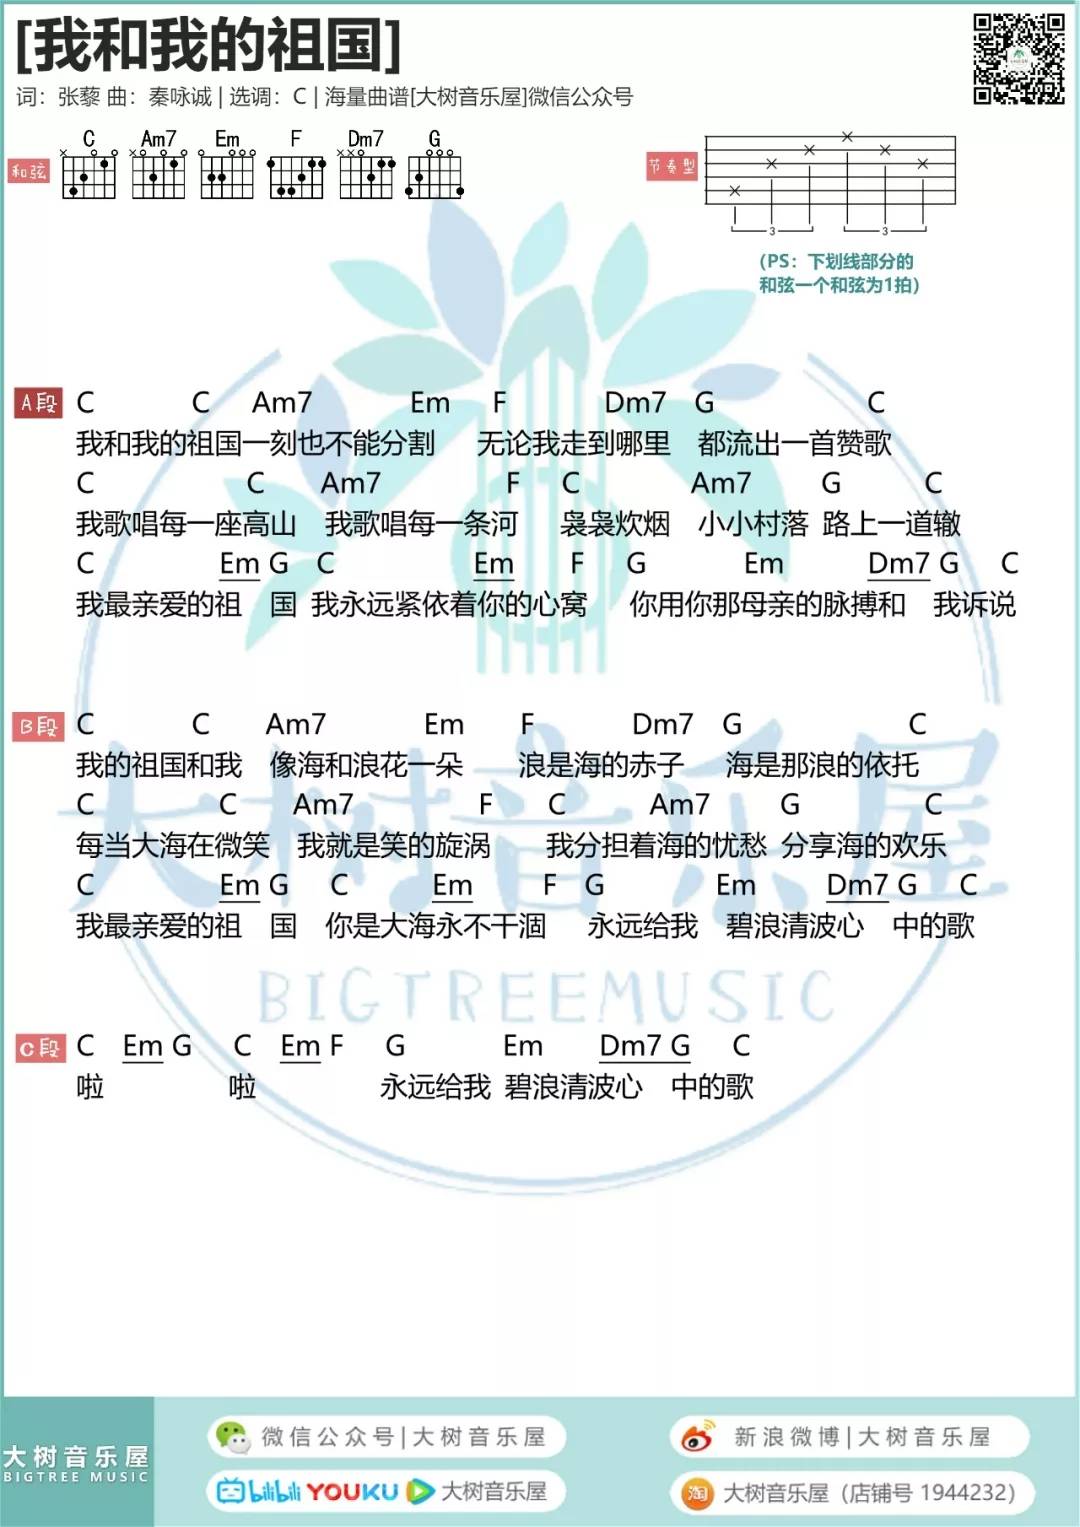 [我和我的祖国]
词：张藜 曲：秦咏诚 | 选调：C | 海量曲谱[大树音乐屋]微信公众号
和弦 C Am7 Em F Dm7 G 节奏型
3 3
(PS：下划线部分的
和弦一个和弦为1拍)
A段 C C Am7 Em F Dm7 G C
我和我的祖国一刻也不能分割 无论我走到哪里 都流出一首赞歌
C C Am7 F C Am7 G C
我歌唱每一座高山 我歌唱每一条河 袅袅炊烟 小小村落 路上一道辙
C Em G C Em F G Em Dm7 G C
我最亲爱的祖 国 我永远紧依着你的心窝 你用你那母亲的脉搏和 我诉说
B段 C C Am7 Em F Dm7 G C
我的祖国和我 像海和浪花一朵 浪是海的赤子 海是那浪的依托
C C Am7 F C Am7 G C
每当大海在微笑 我就是笑的旋涡 我分担着海的忧愁 分享海的欢乐
C Em G C Em F G Em Dm7 G C
我最亲爱的祖 国 你是大海永不干涸 永远给我 碧浪清波心 中的歌
大树音乐屋
BIGTREEMUSIC
C段 C Em G C Em F G Em Dm7 G C
啦 啦 永远给我 碧浪清波心 中的歌
大树音乐屋
BIGTREE MUSIC
微信公众号|大树音乐屋
新浪微博|大树音乐屋
bilibili YOUKU 大树音乐屋
淘 大树音乐屋（店铺号 1944232）